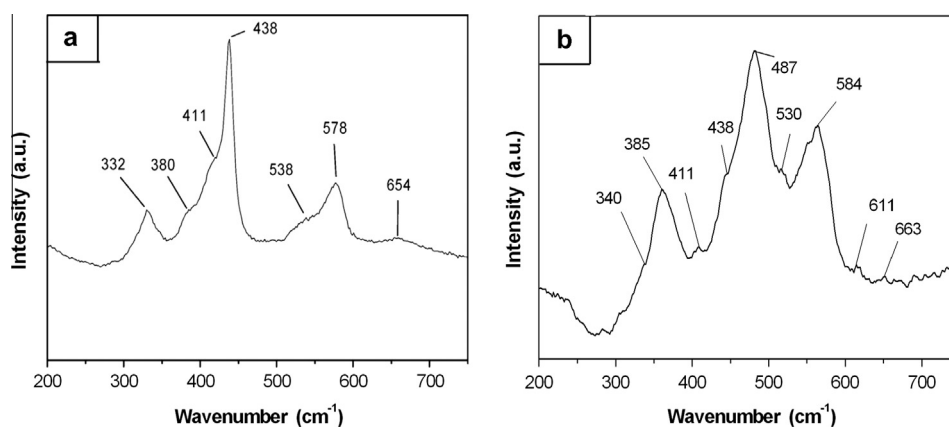 a
438
411
578
332
380
538
654
Intensity (a.u.)
200 300 400 500 600 700
Wavenumber (cm⁻¹)
b
487
584
530
438
385
411
340
611
663
Intensity (a.u.)
200 300 400 500 600 700
Wavenumber (cm⁻¹)